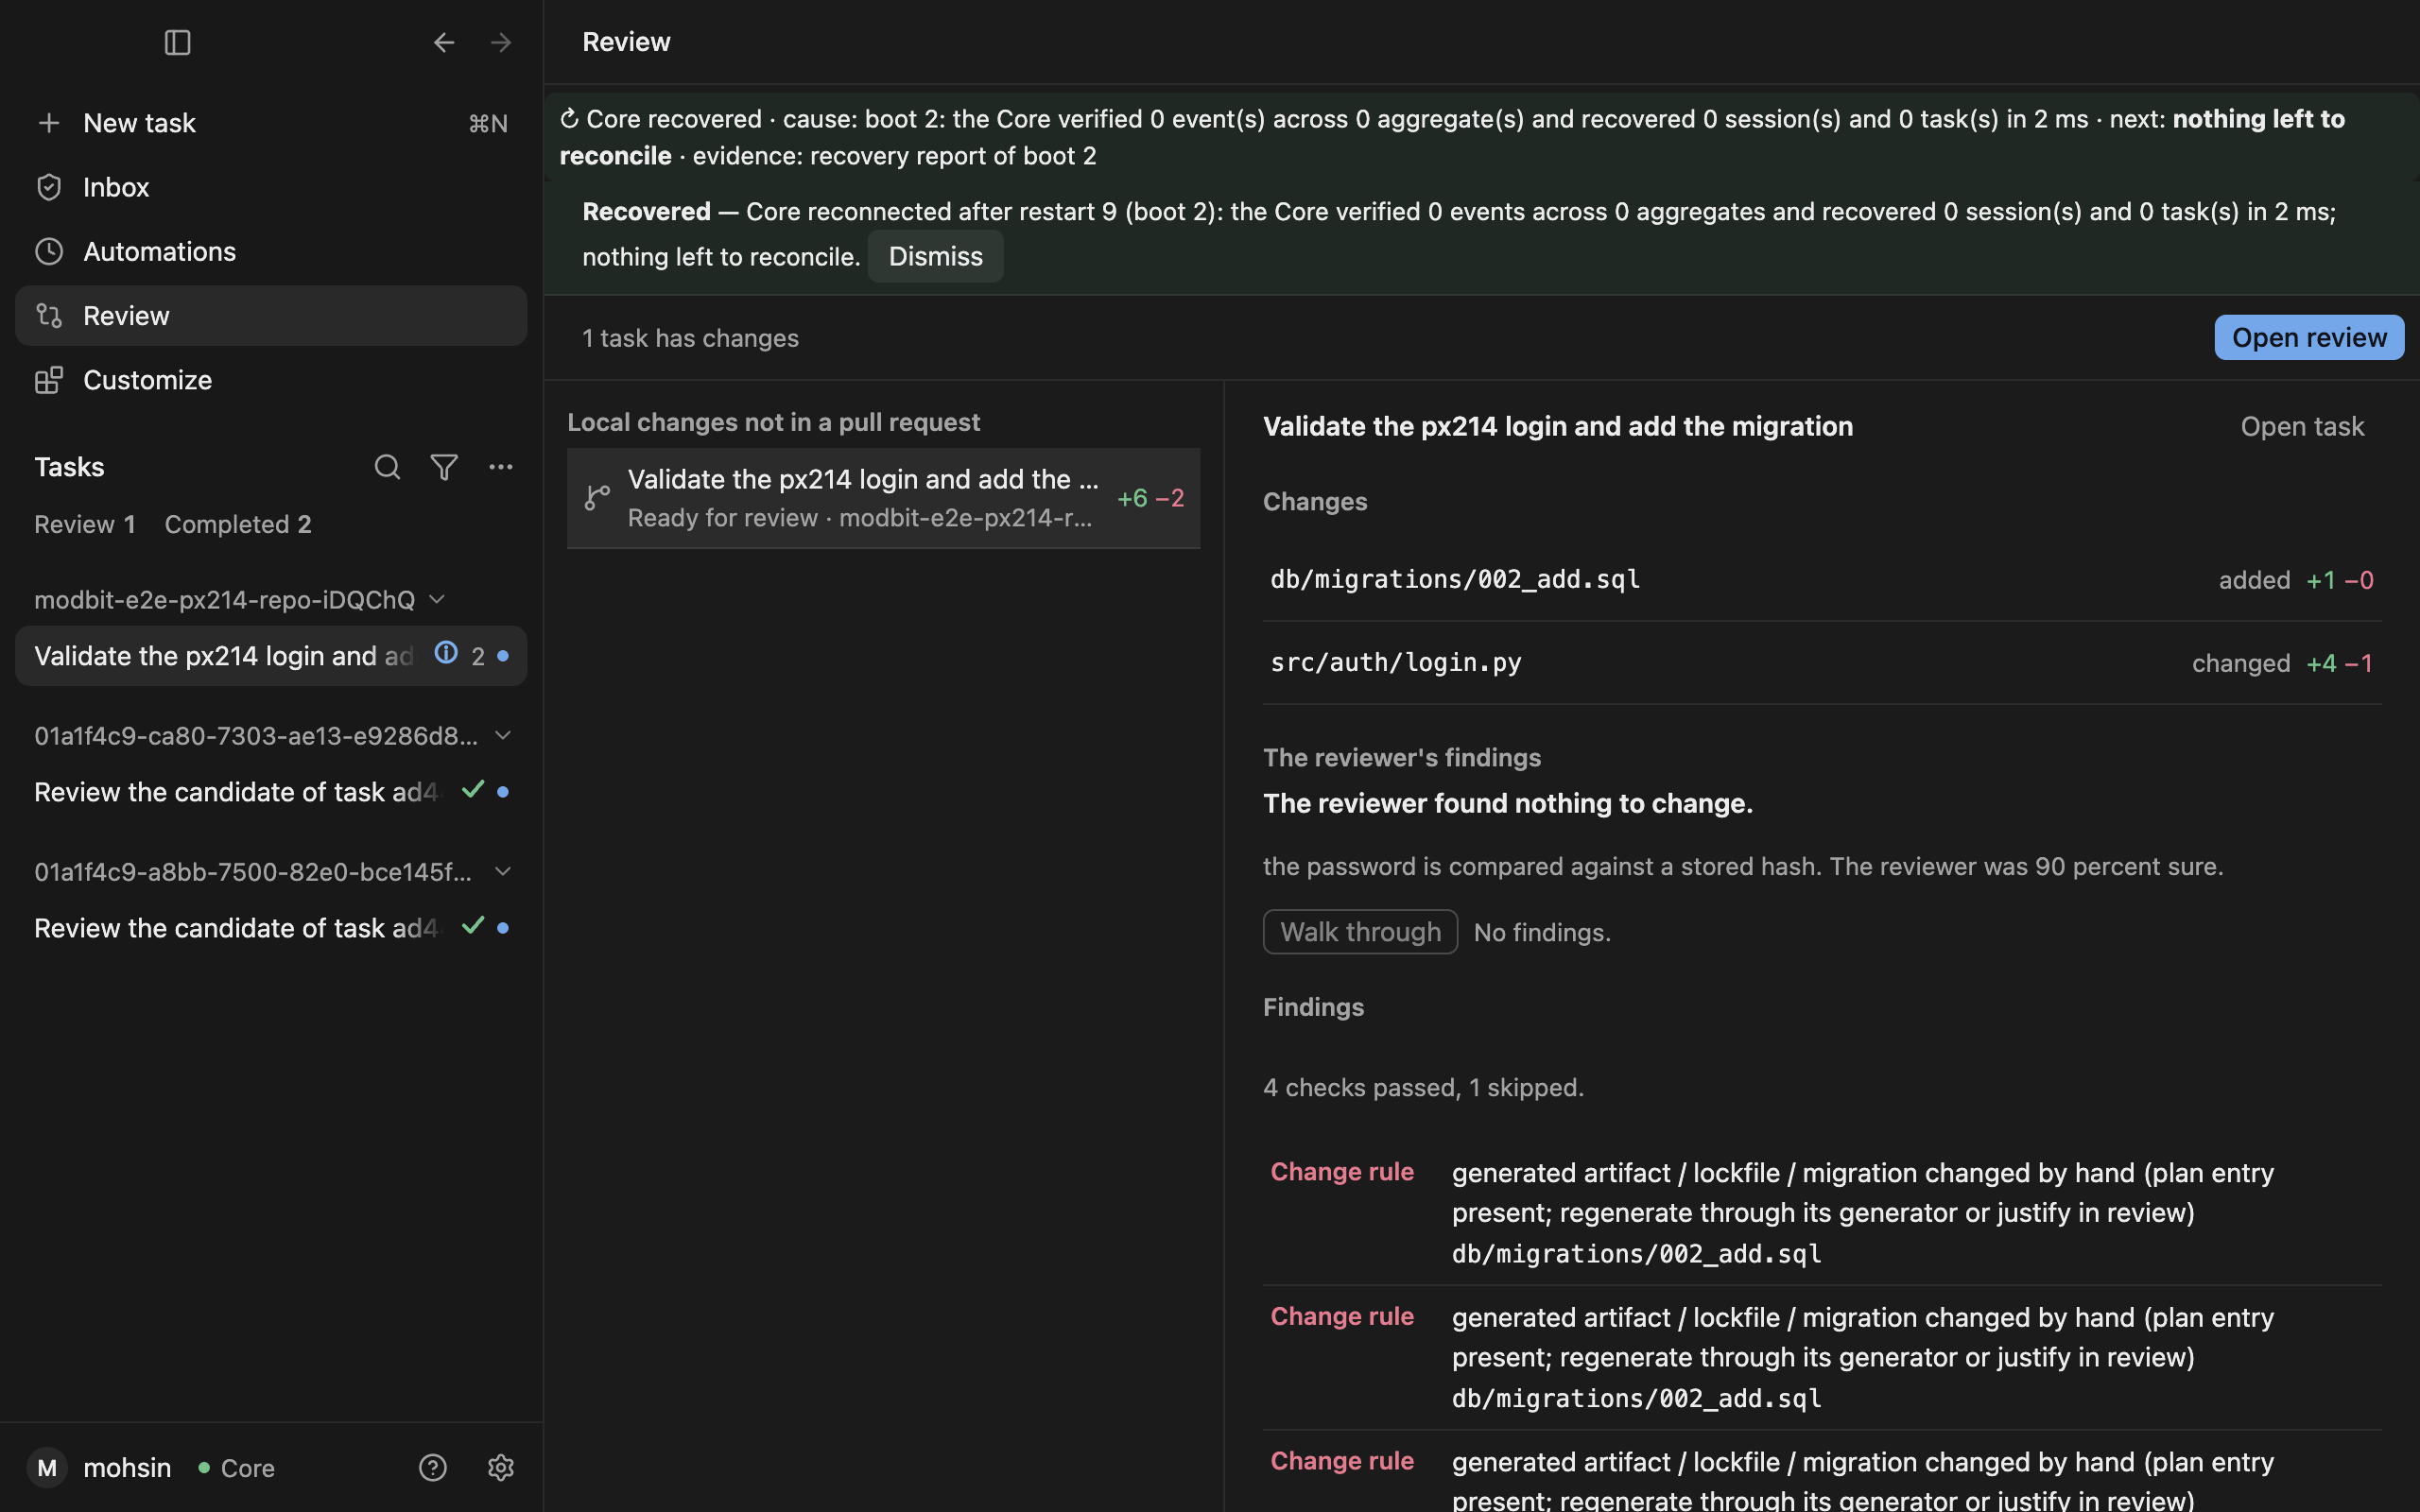 Review
New task ⌘N
Inbox
Automations
Review
Customize
Tasks
Review 1 Completed 2
modbit-e2e-px214-repo-iDQChQ
Validate the px214 login and ad 2
01a1f4c9-ca80-7303-ae13-e9286d8...
Review the candidate of task ad4
01a1f4c9-a8bb-7500-82e0-bce145f...
Review the candidate of task ad4
M mohsin Core
Core recovered · cause: boot 2: the Core verified 0 event(s) across 0 aggregate(s) and recovered 0 session(s) and 0 task(s) in 2 ms · next: nothing left to
reconcile · evidence: recovery report of boot 2
Recovered — Core reconnected after restart 9 (boot 2): the Core verified 0 events across 0 aggregates and recovered 0 session(s) and 0 task(s) in 2 ms;
nothing left to reconcile. Dismiss
1 task has changes Open review
Local changes not in a pull request
Validate the px214 login and add the ...
+6 −2
Ready for review · modbit-e2e-px214-r...
Validate the px214 login and add the migration Open task
Changes
db/migrations/002_add.sql added +1 −0
src/auth/login.py changed +4 −1
The reviewer's findings
The reviewer found nothing to change.
the password is compared against a stored hash. The reviewer was 90 percent sure.
Walk through No findings.
Findings
4 checks passed, 1 skipped.
Change rule generated artifact / lockfile / migration changed by hand (plan entry
present; regenerate through its generator or justify in review)
db/migrations/002_add.sql
Change rule generated artifact / lockfile / migration changed by hand (plan entry
present; regenerate through its generator or justify in review)
db/migrations/002_add.sql
Change rule generated artifact / lockfile / migration changed by hand (plan entry
present; regenerate through its generator or justify in review)